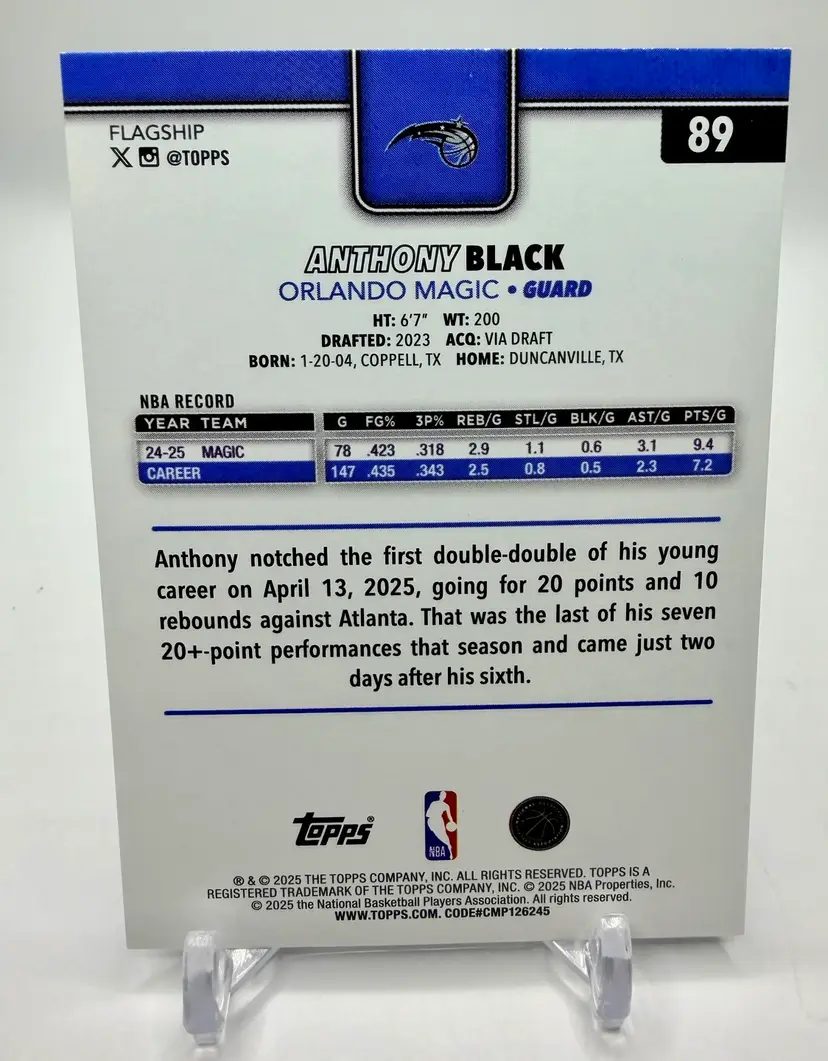 FLAGSHIP
89
X @TOPPS
ANTHONY BLACK
ORLANDO MAGIC • GUARD
HT: 6'7" WT: 200
DRAFTED: 2023 ACQ: VIA DRAFT
BORN: 1-20-04, COPPELL, TX HOME: DUNCANVILLE, TX
NBA RECORD
YEAR TEAM G FG% 3P% REB/G STL/G BLK/G AST/G PTS/G
24-25 MAGIC 78 .423 .318 2.9 1.1 0.6 3.1 9.4
CAREER 147 .435 .343 2.5 0.8 0.5 2.3 7.2
Anthony notched the first double-double of his young
career on April 13, 2025, going for 20 points and 10
rebounds against Atlanta. That was the last of his seven
20+-point performances that season and came just two
days after his sixth.
Topps®
NBA
® & © 2025 THE TOPPS COMPANY, INC. ALL RIGHTS RESERVED. TOPPS IS A
REGISTERED TRADEMARK OF THE TOPPS COMPANY, INC. © 2025 NBA Properties, Inc.
© 2025 the National Basketball Players Association. All rights reserved.
WWW.TOPPS.COM. CODE#CMP126245